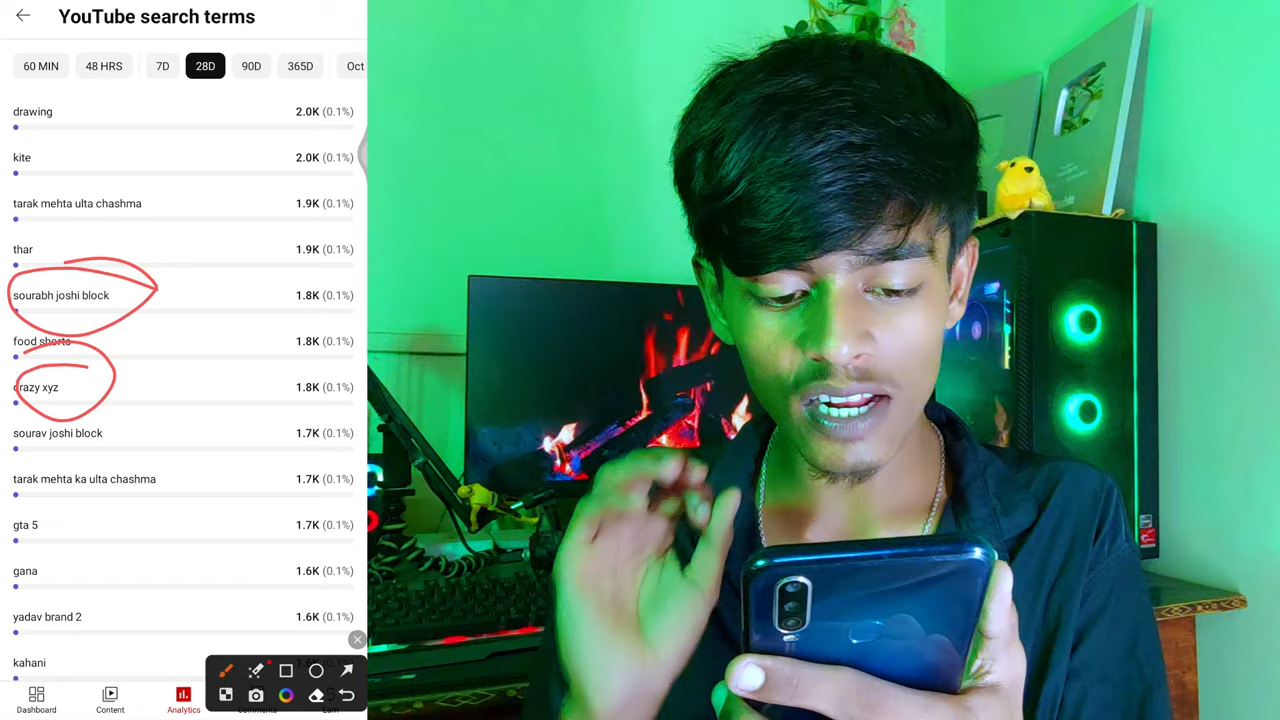 YouTube search terms
60 MIN 48 HRS 7D 28D 90D 365D Oct
drawing 2.0K (0.1%)
kite 2.0K (0.1%)
tarak mehta ulta chashma 1.9K (0.1%)
thar 1.9K (0.1%)
sourabh joshi block 1.8K (0.1%)
food shorts 1.8K (0.1%)
crazy xyz 1.8K (0.1%)
sourav joshi block 1.7K (0.1%)
tarak mehta ka ulta chashma 1.7K (0.1%)
gta 5 1.7K (0.1%)
gana 1.6K (0.1%)
yadav brand 2 1.6K (0.1%)
kahani
Dashboard Content Analytics Comments Earn